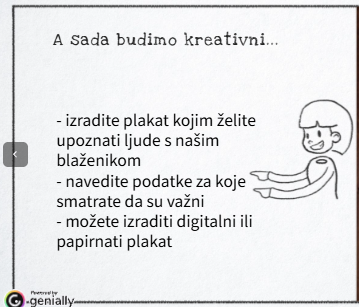 A sada budimo kreativni...
- izradite plakat kojim želite
upoznati ljude s našim
blaženikom
- navedite podatke za koje
smatrate da su važni
- možete izraditi digitalni ili
papirnati plakat
Powered by
genially